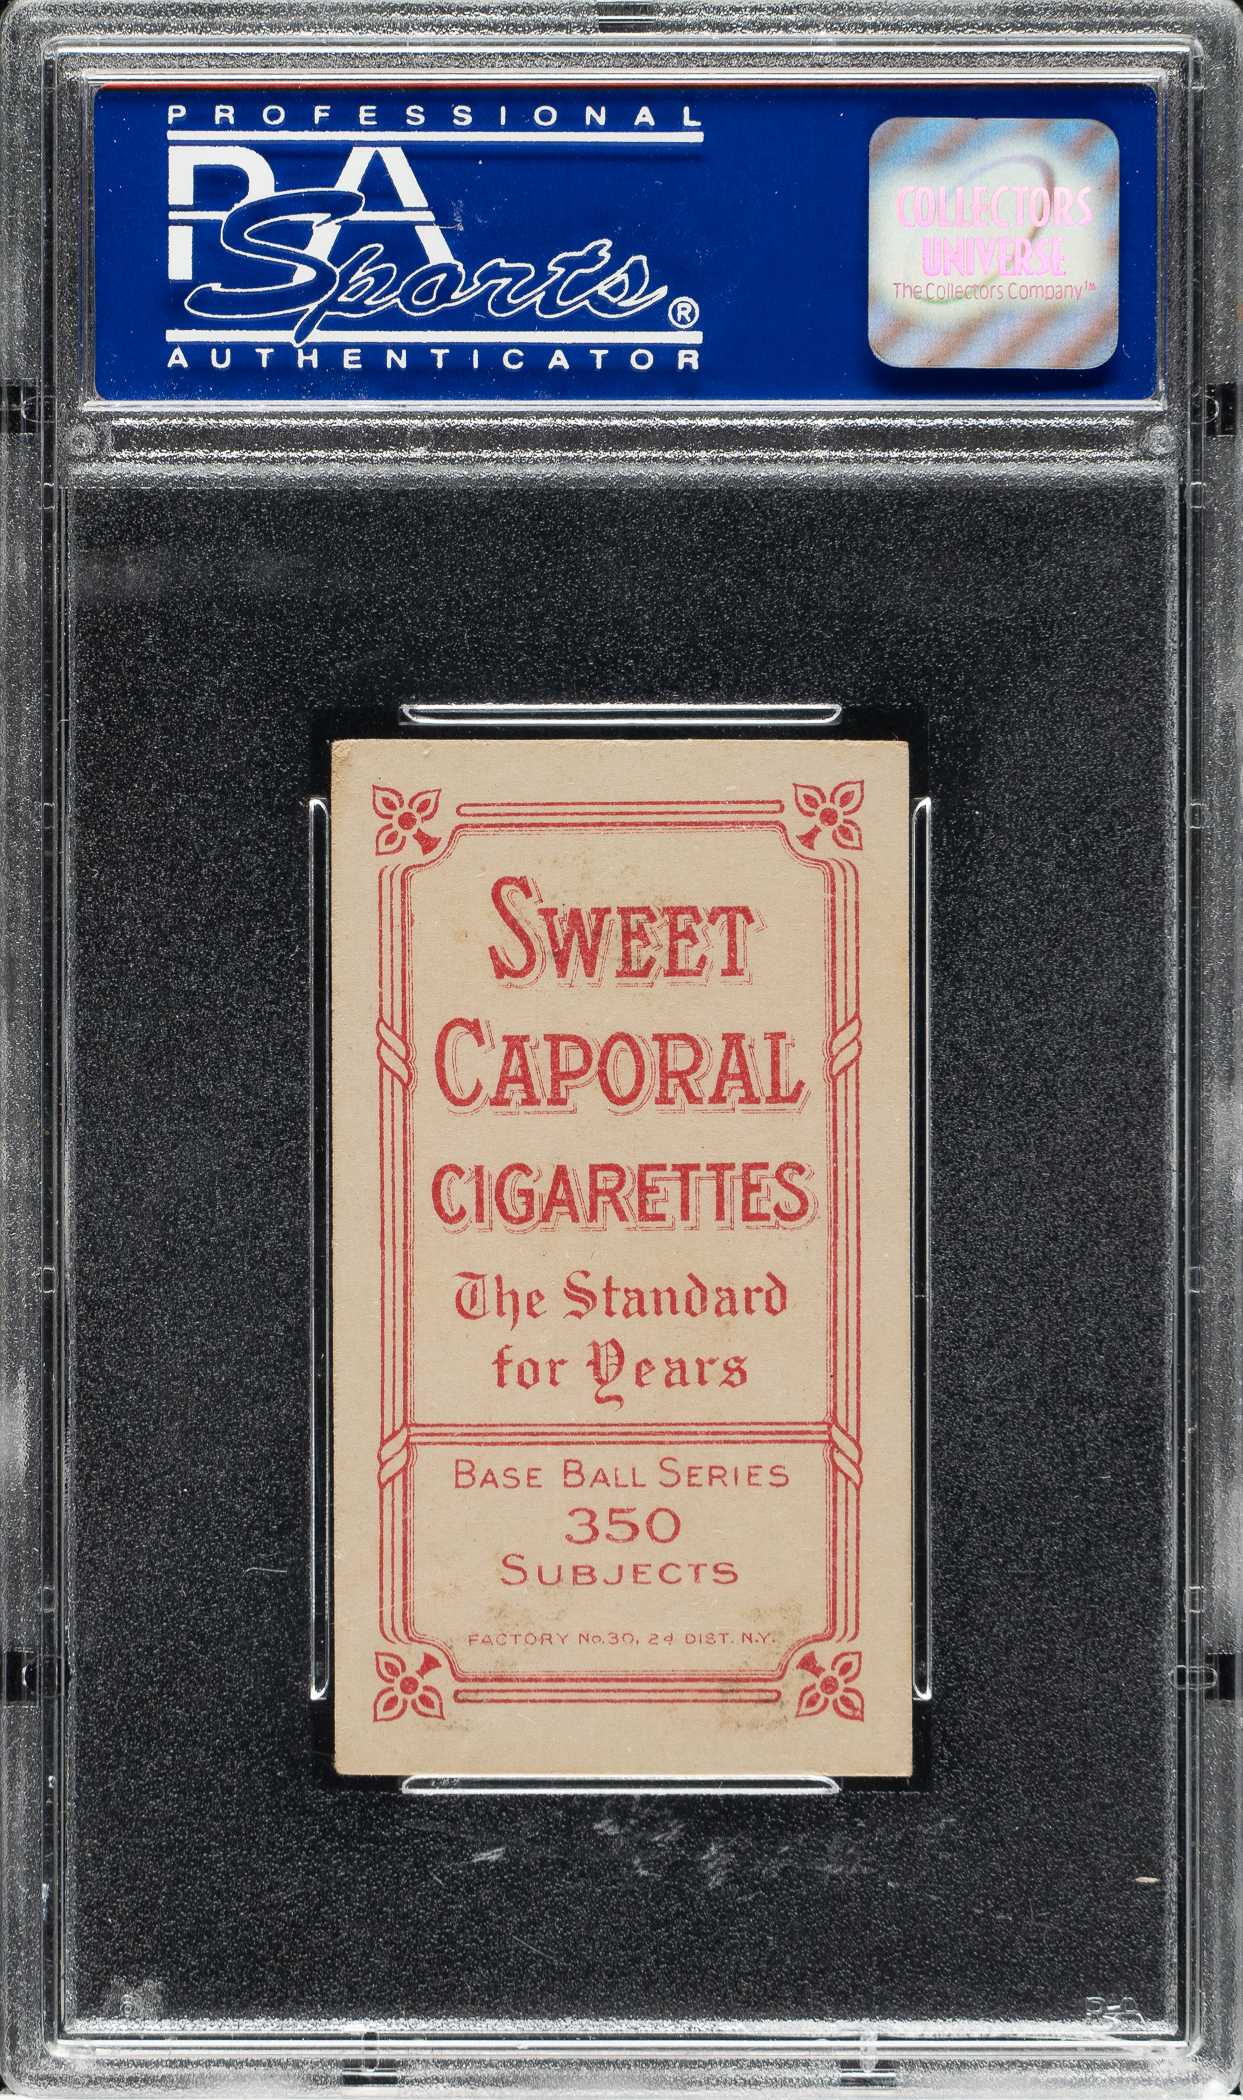 PROFESSIONAL
PSA
Sports®
AUTHENTICATOR
COLLECTORS
UNIVERSE
The Collectors Company™
SWEET
CAPORAL
CIGARETTES
The Standard
for Years
BASE BALL SERIES
350
SUBJECTS
FACTORY No. 30, 2d DIST. N.Y.
PSA